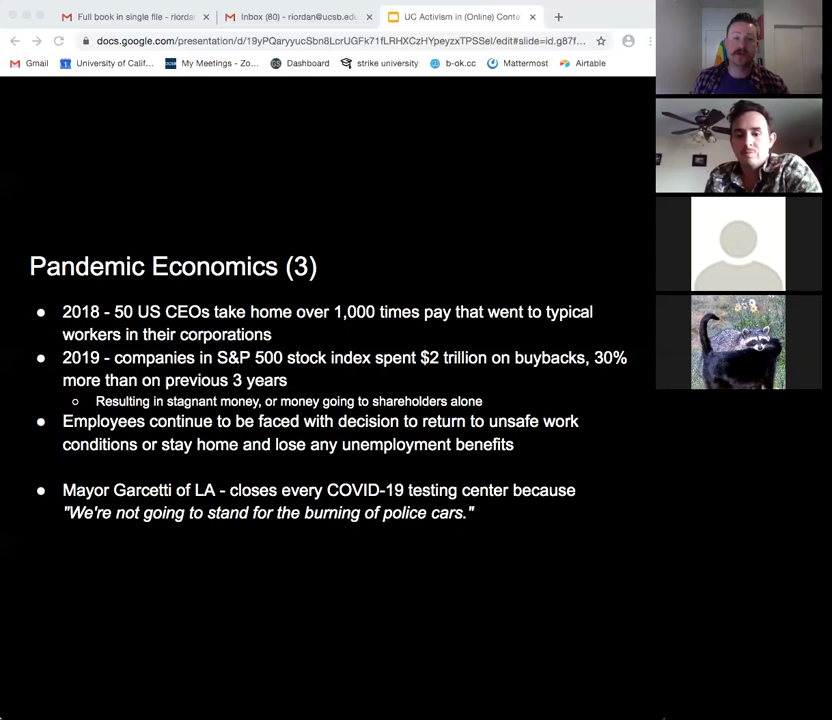 Full book in single file - riordan
Inbox (80) - riordan@ucsb.edu
UC Activism in (Online) Conte
docs.google.com/presentation/d/
Gmail
University of Calif...
My Meetings - Zo...
Dashboard
strike university
b-ok.cc
Mattermost
Airtable
Pandemic Economics (3)
2018 - 50 US CEOs take home over 1,000 times pay that went to typical
workers in their corporations
2019 - companies in S&P 500 stock index spent $2 trillion on buybacks, 30%
more than on previous 3 years
Resulting in stagnant money, or money going to shareholders alone
Employees continue to be faced with decision to return to unsafe work
conditions or stay home and lose any unemployment benefits
Mayor Garcetti of LA - closes every COVID-19 testing center because
"We're not going to stand for the burning of police cars."